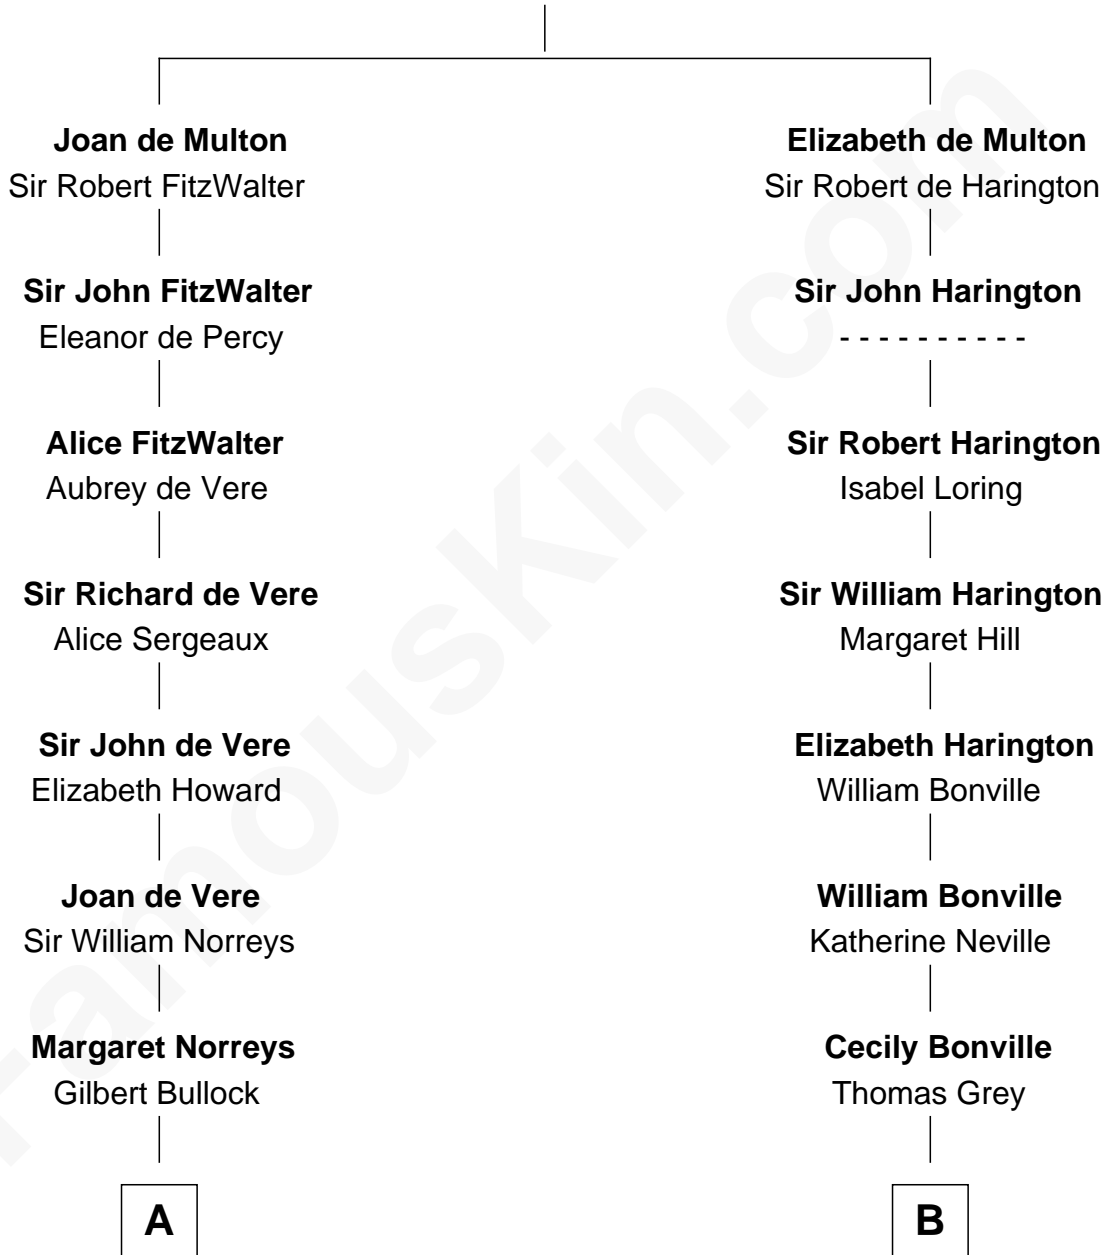 Joan de Multon
Sir Robert FitzWalter
Sir John FitzWalter
Eleanor de Percy
Alice FitzWalter
Aubrey de Vere
Sir Richard de Vere
Alice Sergeaux
Sir John de Vere
Elizabeth Howard
Joan de Vere
Sir William Norreys
Margaret Norreys
Gilbert Bullock
A
Elizabeth de Multon
Sir Robert de Harington
Sir John Harington
- - - - - - - - - -
Sir Robert Harington
Isabel Loring
Sir William Harington
Margaret Hill
Elizabeth Harington
William Bonville
William Bonville
Katherine Neville
Cecily Bonville
Thomas Grey
B
FamousKin.com